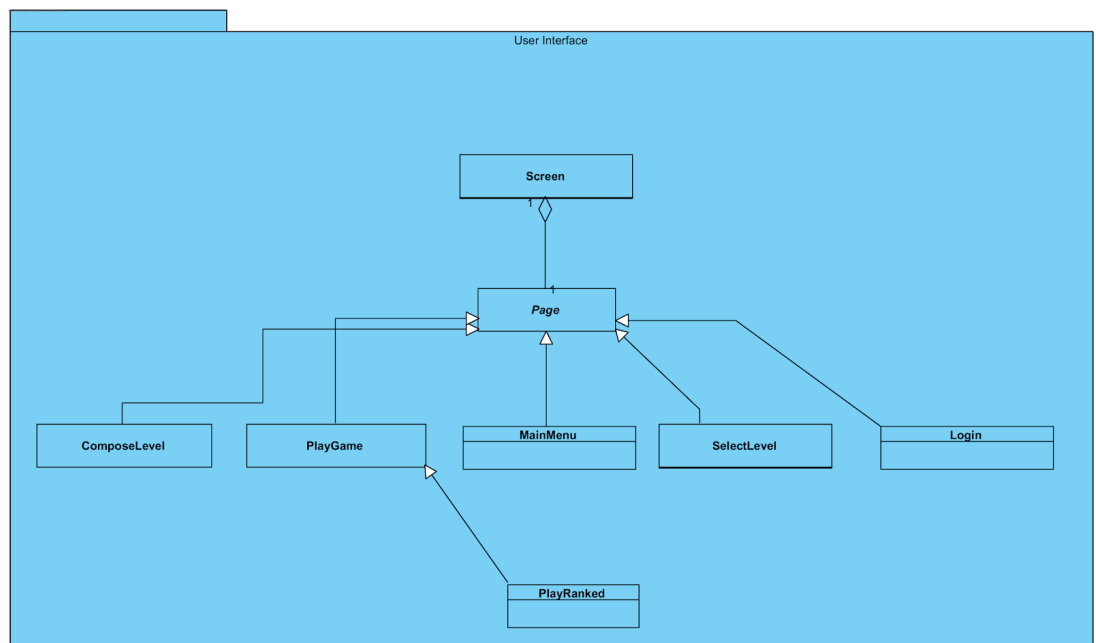 User Interface
Screen
1
1
Page
ComposeLevel
PlayGame
MainMenu
SelectLevel
Login
PlayRanked